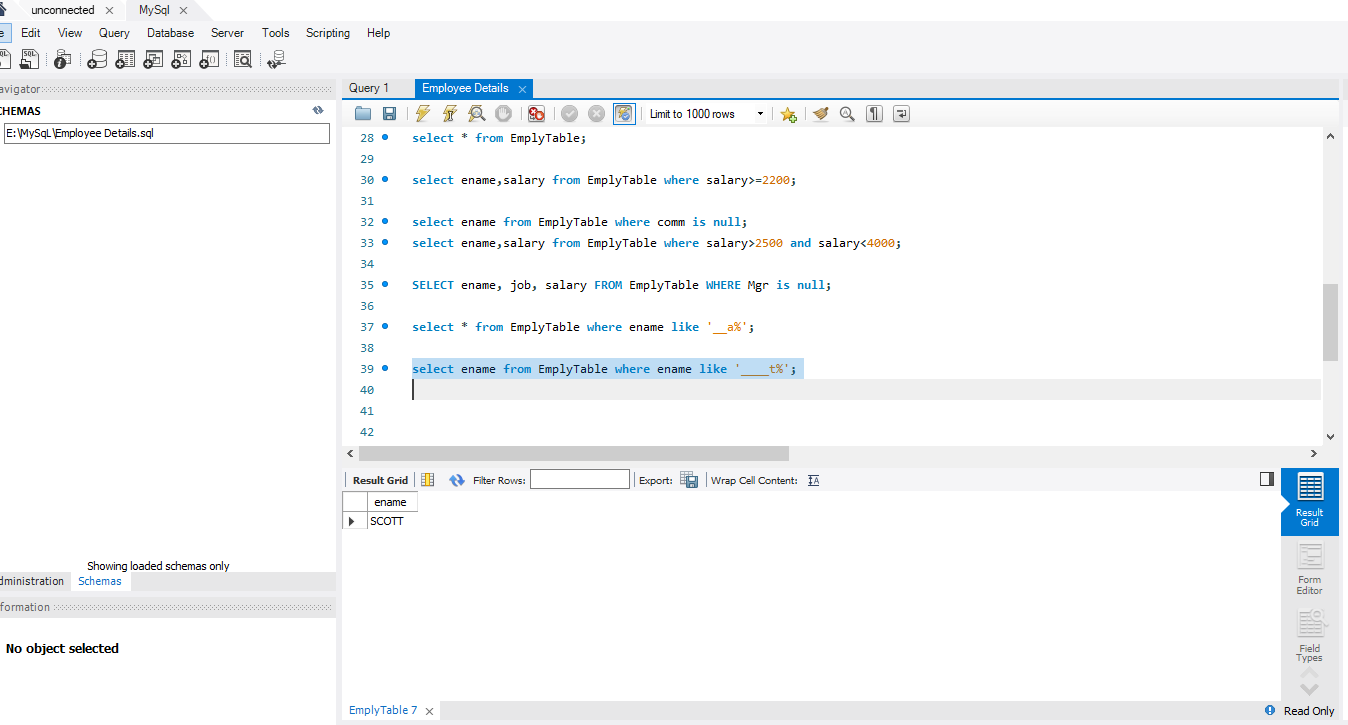 unconnected MySql
Edit View Query Database Server Tools Scripting Help
avigator
CHEMAS
E:\MySqL\Employee Details.sql
Showing loaded schemas only
dministration Schemas
formation
No object selected
Query 1 Employee Details
Limit to 1000 rows
28 select * from EmplyTable;
29
30 select ename,salary from EmplyTable where salary>=2200;
31
32 select ename from EmplyTable where comm is null;
33 select ename,salary from EmplyTable where salary>2500 and salary<4000;
34
35 SELECT ename, job, salary FROM EmplyTable WHERE Mgr is null;
36
37 select * from EmplyTable where ename like '__a%';
38
39 select ename from EmplyTable where ename like '____t%';
40
41
42
Result Grid Filter Rows: Export: Wrap Cell Content:
ename
SCOTT
Result
Grid
Form
Editor
Field
Types
EmplyTable 7
Read Only